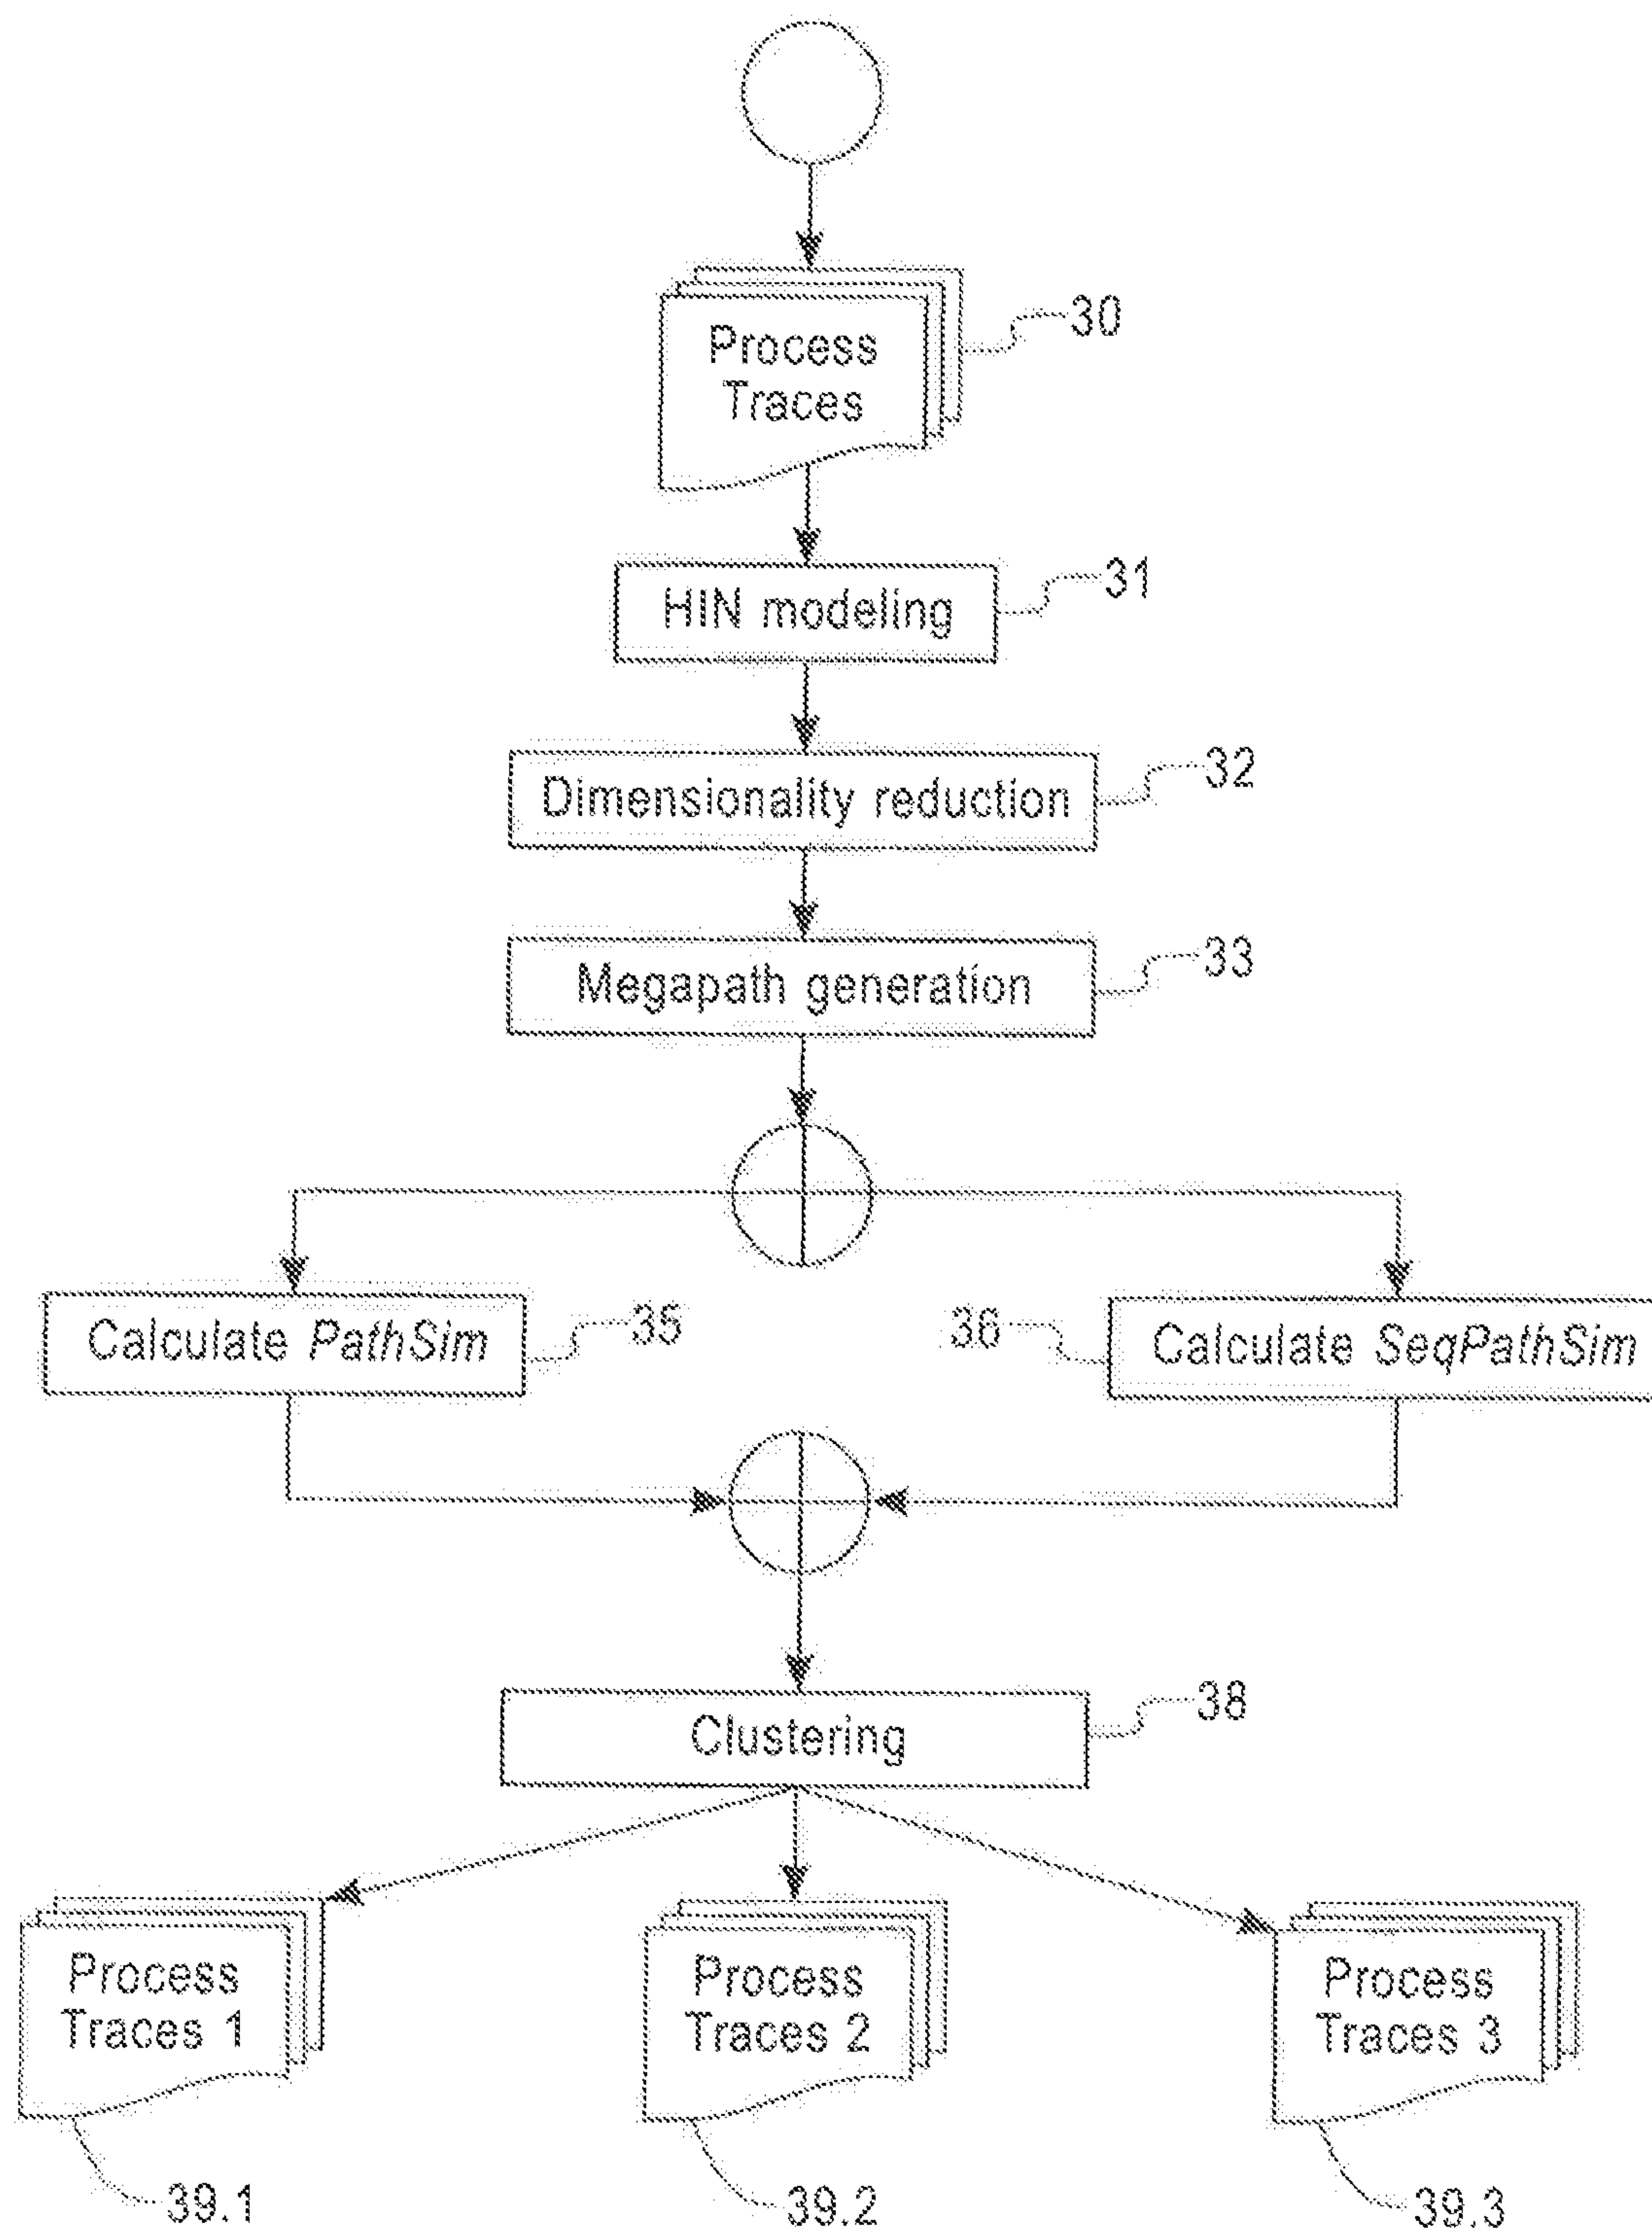 Process
Traces
30
HIN modeling
31
Dimensionality reduction
32
Megapath generation
33
Calculate PathSim
35
36
Calculate SeqPathSim
Clustering
38
Process
Traces 1
Process
Traces 2
Process
Traces 3
39.1
39.2
39.3